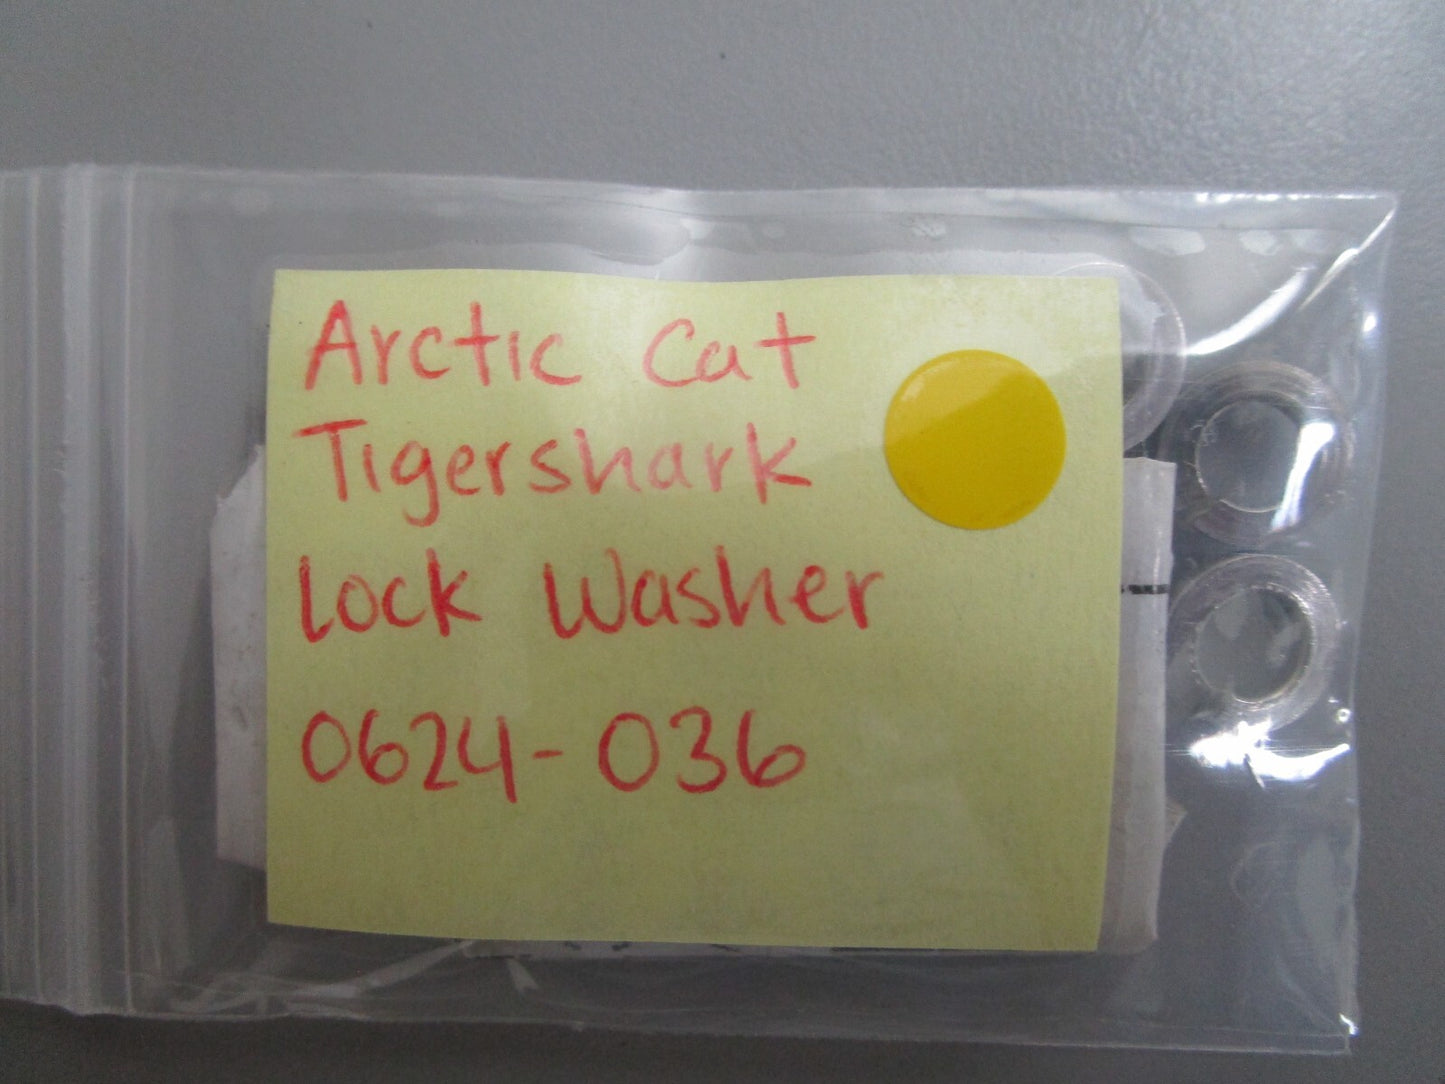 Arctic Cat
Tigershark
Lock Washer
0624-036